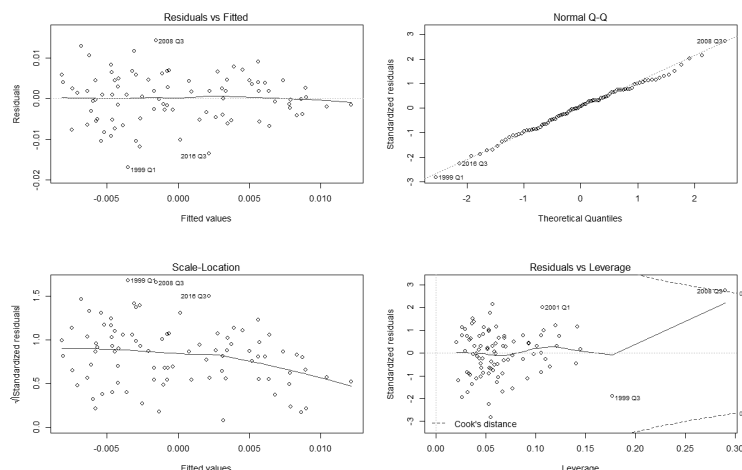 Residuals vs Fitted
Residuals
0.01
0.00
-0.01
-0.02
2008 Q3
2016 Q3
1999 Q1
-0.005
0.000
0.005
0.010
Fitted values
Normal Q-Q
Standardized residuals
3
2
1
0
-1
-2
-3
2008 Q3
2016 Q3
1999 Q1
-2
-1
0
1
2
Theoretical Quantiles
Scale-Location
√|Standardized residuals|
1.5
1.0
0.5
0.0
1999 Q1
2008 Q3
2016 Q3
-0.005
0.000
0.005
0.010
Fitted values
Residuals vs Leverage
Standardized residuals
3
2
1
0
-1
-3
2008 Q3
2001 Q1
1999 Q3
Cook's distance
0.00
0.05
0.10
0.15
0.20
0.25
0.30
Leverage